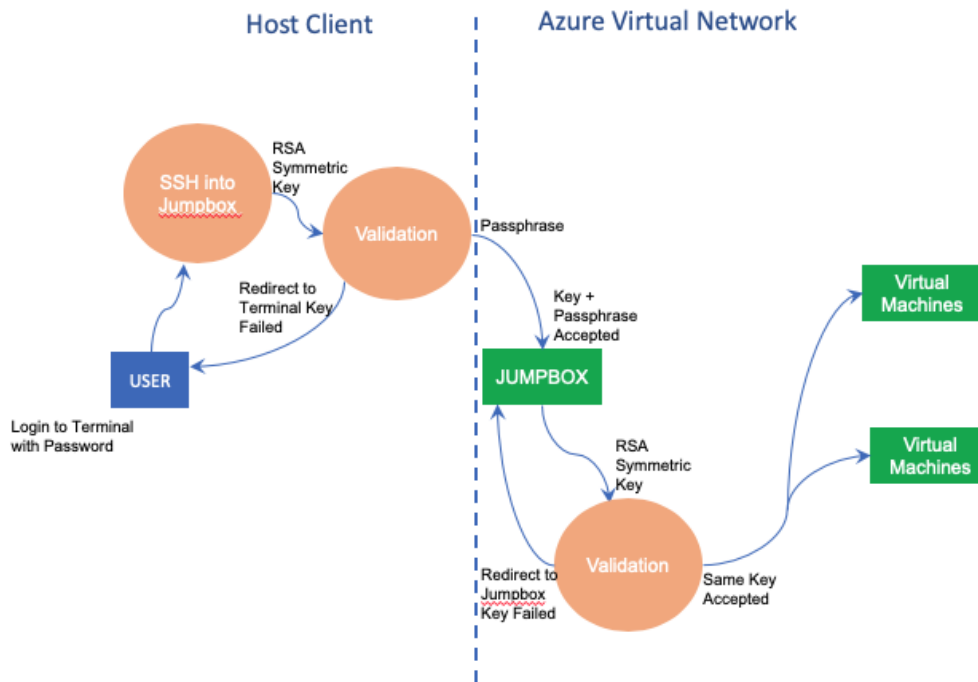 Host Client
Azure Virtual Network
RSA
Symmetric
Key
SSH into
Jumpbox
Validation
Passphrase
Redirect to
Terminal Key
Failed
Key +
Passphrase
Accepted
Virtual
Machines
USER
JUMPBOX
Login to Terminal
with Password
Virtual
Machines
RSA
Symmetric
Key
Validation
Redirect to
Jumpbox
Key Failed
Same Key
Accepted